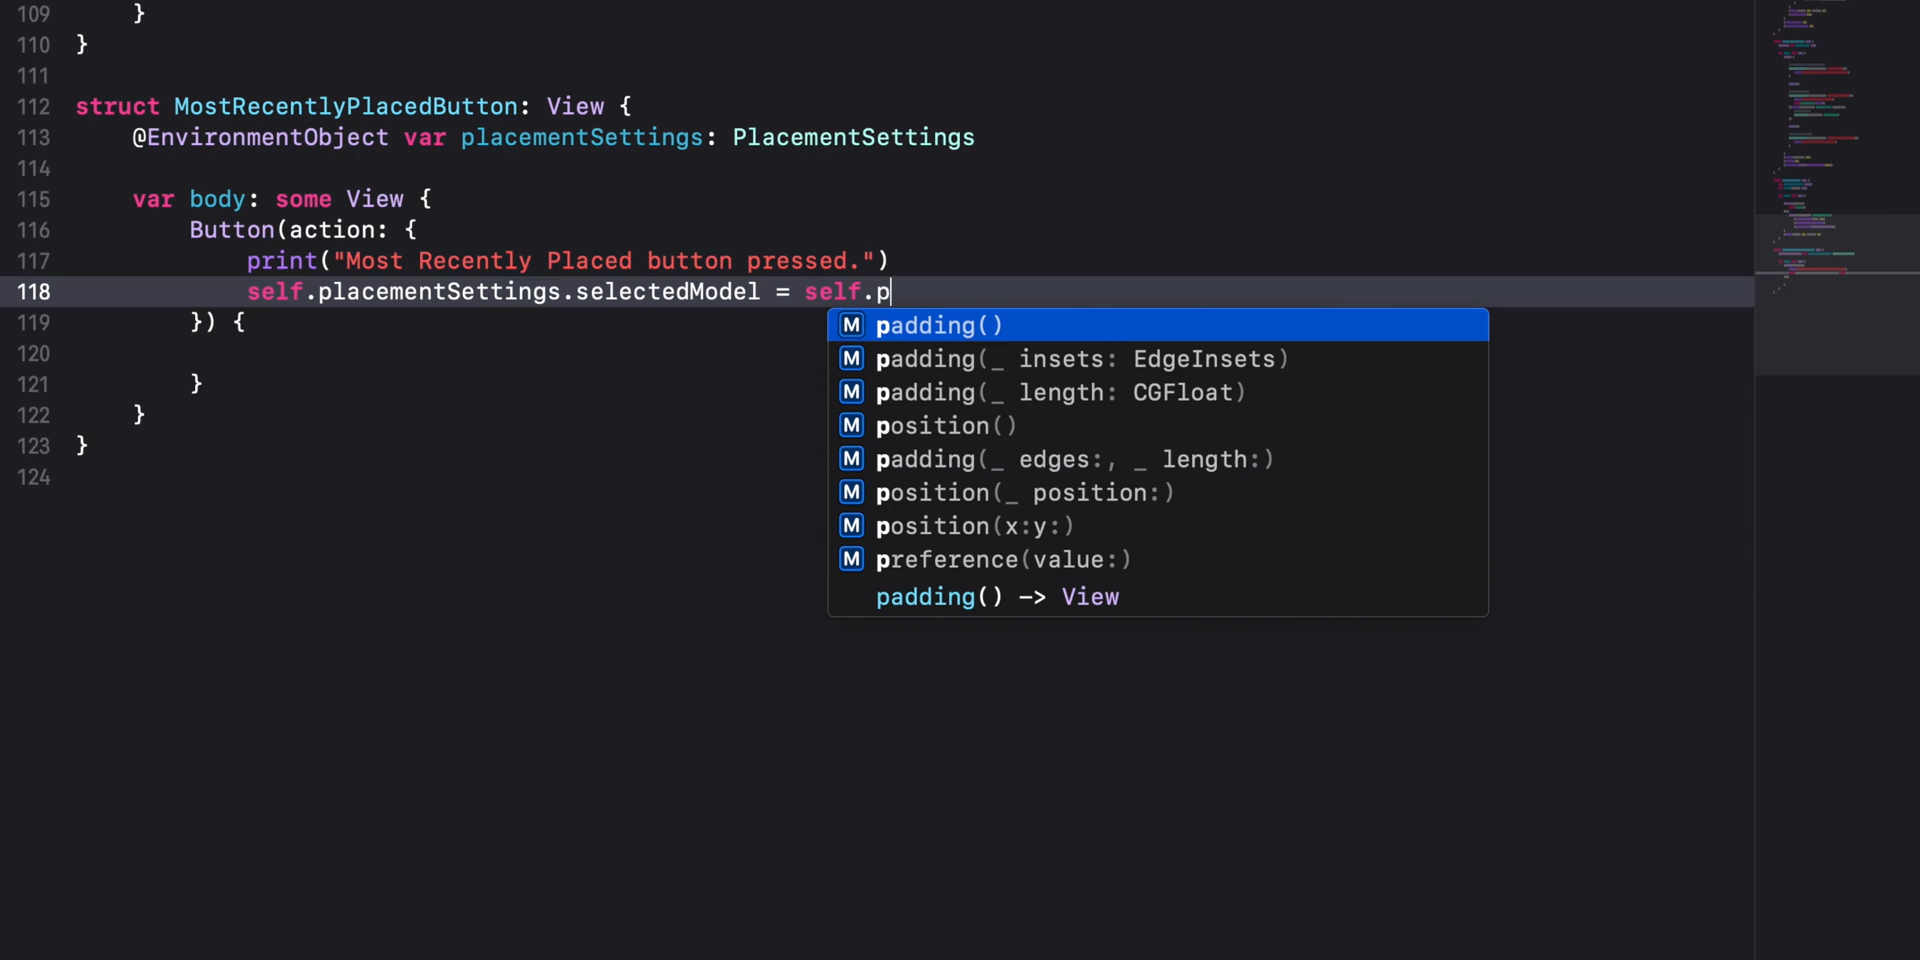 109 }
110 }
111
112 struct MostRecentlyPlacedButton: View {
113 @EnvironmentObject var placementSettings: PlacementSettings
114
115 var body: some View {
116 Button(action: {
117 print("Most Recently Placed button pressed.")
118 self.placementSettings.selectedModel = self.p
119 }) {
120
121 }
122 }
123 }
124
M padding()
M padding(_ insets: EdgeInsets)
M padding(_ length: CGFloat)
M position()
M padding(_ edges:, _ length:)
M position(_ position:)
M position(x:y:)
M preference(value:)
padding() -> View